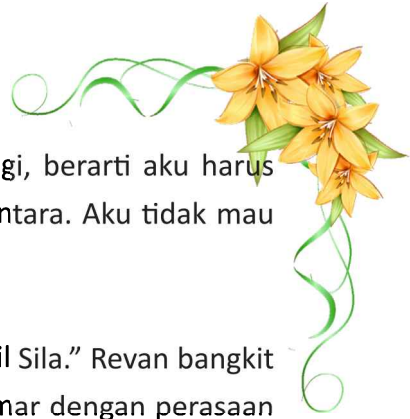 gi, berarti aku harus
ntara. Aku tidak mau
il Sila.” Revan bangkit
mar dengan perasaan